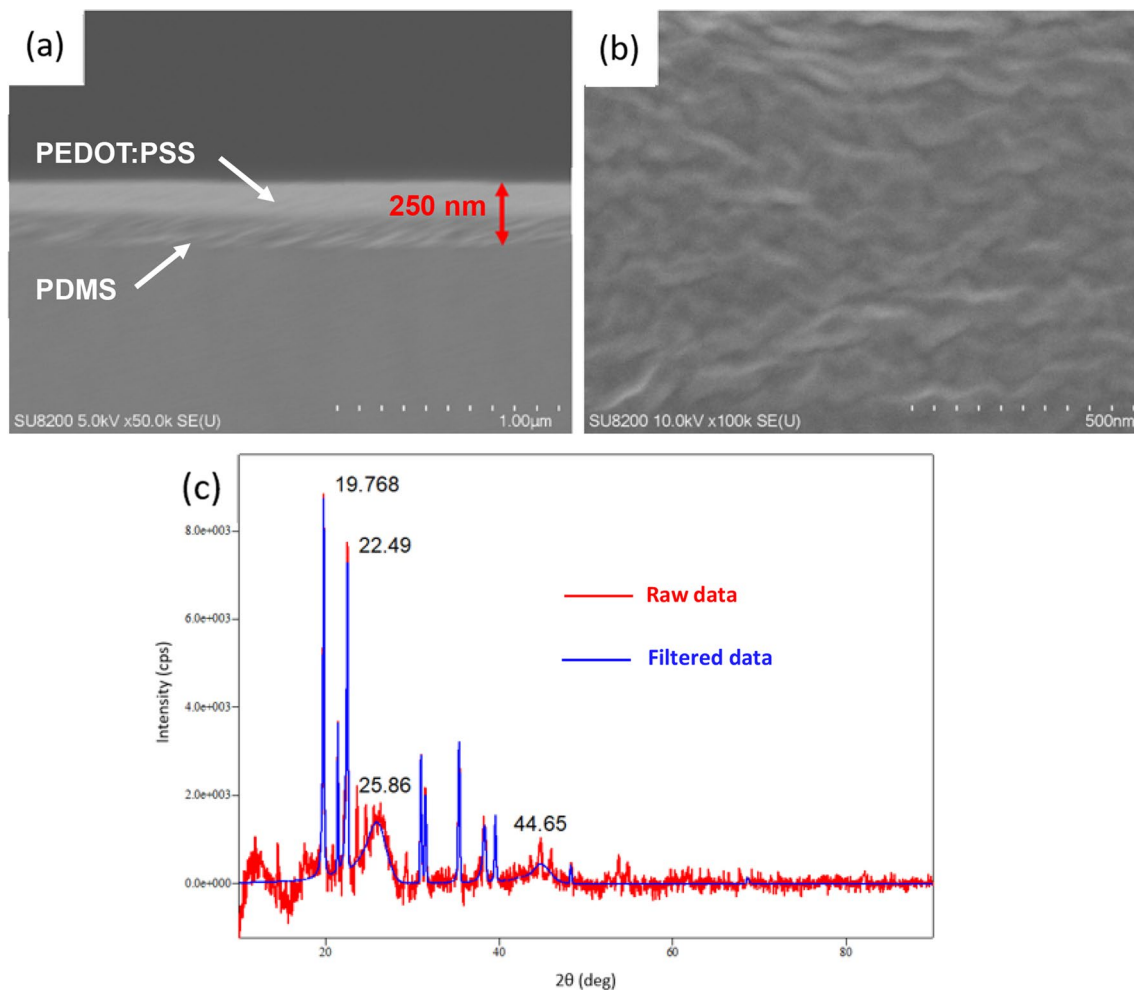 (a)
PEDOT:PSS
250 nm
PDMS
SU8200 5.0kV x50.0k SE(U)
1.00μm
(b)
SU8200 10.0kV x100k SE(U)
500nm
(c)
19.768
22.49
25.86
44.65
Raw data
Filtered data
Intensity (cps)
8.0e+003
6.0e+003
4.0e+003
2.0e+003
0.0e+000
20
40
60
80
2θ (deg)